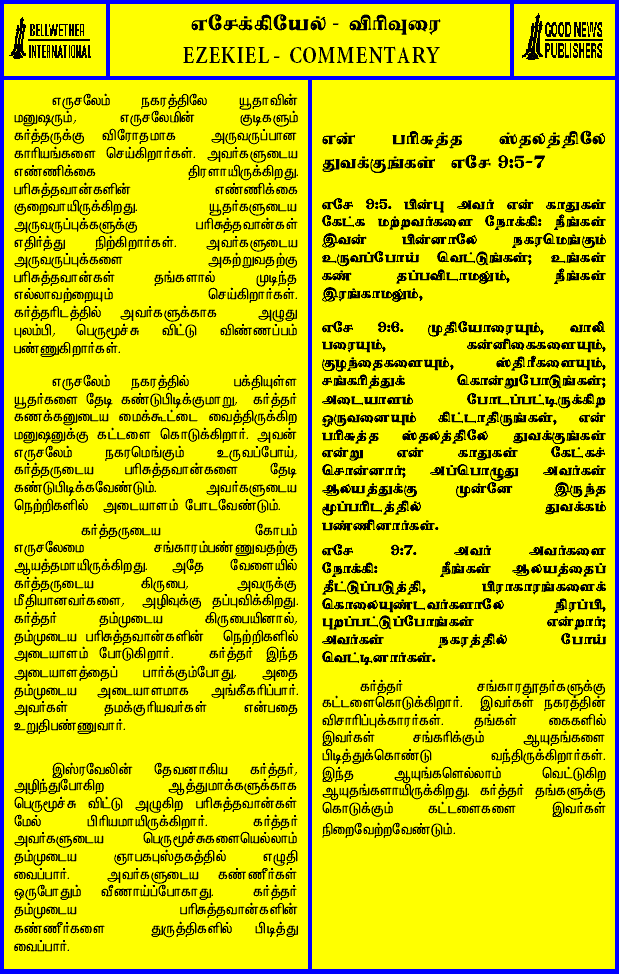 BELLWETHER
INTERNATIONAL
எசேக்கியேல் - விரிவுரை
EZEKIEL - COMMENTARY
GOOD NEWS
PUBLISHERS
எருசலேம் நகரத்திலே யூதாவின்
மனுஷரும், எருசலேமின் குடிகளும்
கர்த்தருக்கு விரோதமாக அருவருப்பான
காரியங்களை செய்கிறார்கள். அவர்களுடைய
எண்ணிக்கை திரளாயிருக்கிறது.
பரிசுத்தவான்களின் எண்ணிக்கை
குறைவாயிருக்கிறது. யூதர்களுடைய
அருவருப்புக்களுக்கு பரிசுத்தவான்கள்
எதிர்த்து நிற்கிறார்கள். அவர்களுடைய
அருவருப்புக்களை அகற்றுவதற்கு
பரிசுத்தவான்கள் தங்களால் முடிந்த
எல்லாவற்றையும் செய்கிறார்கள்.
கர்த்தரிடத்தில் அவர்களுக்காக அழுது
புலம்பி, பெருமூச்சு விட்டு விண்ணப்பம்
பண்ணுகிறார்கள்.
எருசலேம் நகரத்தில் பக்தியுள்ள
யூதர்களை தேடி கண்டுபிடிக்குமாறு, கர்த்தர்
கணக்கனுடைய மைக்கூட்டை வைத்திருக்கிற
மனுஷனுக்கு கட்டளை கொடுக்கிறார். அவன்
எருசலேம் நகரமெங்கும் உருவப்போய்,
கர்த்தருடைய பரிசுத்தவான்களை தேடி
கண்டுபிடிக்கவேண்டும். அவர்களுடைய
நெற்றிகளில் அடையாளம் போடவேண்டும்.
கர்த்தருடைய கோபம்
எருசலேமை சங்காரம்பண்ணுவதற்கு
ஆயத்தமாயிருக்கிறது. அதே வேளையில்
கர்த்தருடைய கிருபை, அவருக்கு
மீதியானவர்களை, அழிவுக்கு தப்புவிக்கிறது.
கர்த்தர் தம்முடைய கிருபையினால்,
தம்முடைய பரிசுத்தவான்களின் நெற்றிகளில்
அடையாளம் போடுகிறார். கர்த்தர் இந்த
அடையாளத்தைப் பார்க்கும்போது, அதை
தம்முடைய அடையாளமாக அங்கீகரிப்பார்.
அவர்கள் தமக்குரியவர்கள் என்பதை
உறுதிபண்ணுவார்.
இஸ்ரவேலின் தேவனாகிய கர்த்தர்,
அழிந்துபோகிற ஆத்துமாக்களுக்காக
பெருமூச்சு விட்டு அழுகிற பரிசுத்தவான்கள்
மேல் பிரியமாயிருக்கிறார். கர்த்தர்
அவர்களுடைய பெருமூச்சுகளையெல்லாம்
தம்முடைய ஞாபகபுஸ்தகத்தில் எழுதி
வைப்பார். அவர்களுடைய கண்ணீர்கள்
ஒருபோதும் வீணாய்ப்போகாது. கர்த்தர்
தம்முடைய பரிசுத்தவான்களின்
கண்ணீர்களை துருத்திகளில் பிடித்து
வைப்பார்.
என் பரிசுத்த ஸ்தலத்திலே
துவக்குங்கள் எசே 9:5-7
எசே 9:5. பின்பு அவர் என் காதுகள்
கேட்க மற்றவர்களை நோக்கி: நீங்கள்
இவன் பின்னாலே நகரமெங்கும்
உருவப்போய் வெட்டுங்கள்; உங்கள்
கண் தப்பவிடாமலும், நீங்கள்
இரங்காமலும்,
எசே 9:6. முதியோரையும், வாலி
பரையும், கன்னிகைகளையும்,
குழந்தைகளையும், ஸ்திரீகளையும்,
சங்கரித்துக் கொன்றுபோடுங்கள்;
அடையாளம் போடப்பட்டிருக்கிற
ஒருவனையும் கிட்டாதிருங்கள், என்
பரிசுத்த ஸ்தலத்திலே துவக்குங்கள்
என்று என் காதுகள் கேட்கச்
சொன்னார்; அப்பொழுது அவர்கள்
ஆலயத்துக்கு முன்னே இருந்த
மூப்பரிடத்தில் துவக்கம்
பண்ணினார்கள்.
எசே 9:7. அவர் அவர்களை
நோக்கி: நீங்கள் ஆலயத்தைப்
தீட்டுப்படுத்தி, பிராகாரங்களைக்
கொலையுண்டவர்களாலே நிரப்பி,
புறப்பட்டுப்போங்கள் என்றார்;
அவர்கள் நகரத்தில் போய்
வெட்டினார்கள்.
கர்த்தர் சங்காரதூதர்களுக்கு
கட்டளைகொடுக்கிறார். இவர்கள் நகரத்தின்
விசாரிப்புக்காரர்கள். தங்கள் கைகளில்
இவர்கள் சங்கரிக்கும் ஆயுதங்களை
பிடித்துக்கொண்டு வந்திருக்கிறார்கள்.
இந்த ஆயுங்களெல்லாம் வெட்டுகிற
ஆயுதங்களாயிருக்கிறது. கர்த்தர் தங்களுக்கு
கொடுக்கும் கட்டளைகளை இவர்கள்
நிறைவேற்றவேண்டும்.